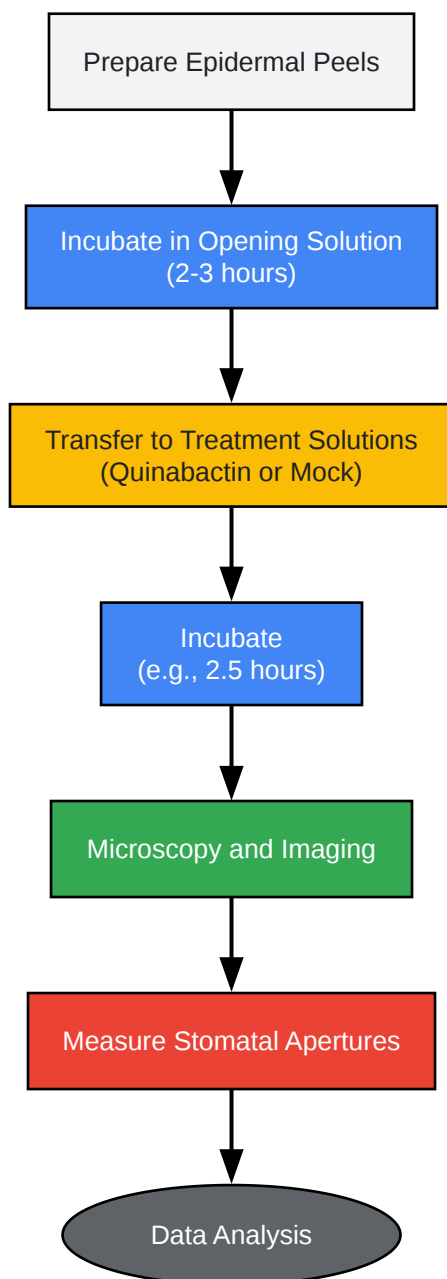 Prepare Epidermal Peels
Incubate in Opening Solution
(2-3 hours)
Transfer to Treatment Solutions
(Quinabactin or Mock)
Incubate
(e.g., 2.5 hours)
Microscopy and Imaging
Measure Stomatal Apertures
Data Analysis